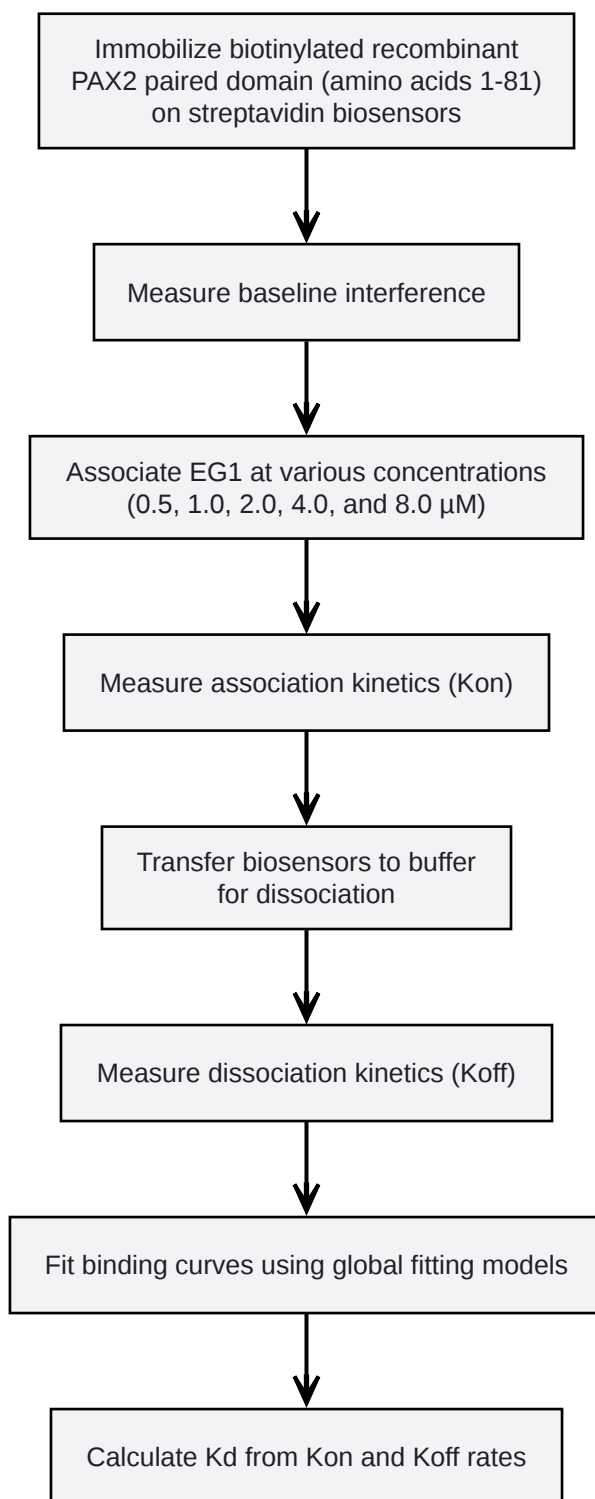 Immobilize biotinylated recombinant
PAX2 paired domain (amino acids 1-81)
on streptavidin biosensors
Measure baseline interference
Associate EG1 at various concentrations
(0.5, 1.0, 2.0, 4.0, and 8.0 µM)
Measure association kinetics (Kon)
Transfer biosensors to buffer
for dissociation
Measure dissociation kinetics (Koff)
Fit binding curves using global fitting models
Calculate Kd from Kon and Koff rates